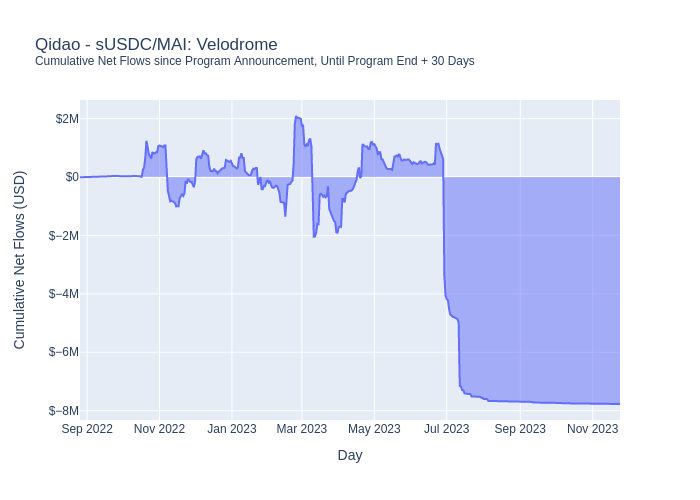 Qidao - sUSDC/MAI: Velodrome
Cumulative Net Flows since Program Announcement, Until Program End + 30 Days
Cumulative Net Flows (USD)
$2M
$0
$−2M
$−4M
$−6M
$−8M
Sep 2022 Nov 2022 Jan 2023 Mar 2023 May 2023 Jul 2023 Sep 2023 Nov 2023
Day